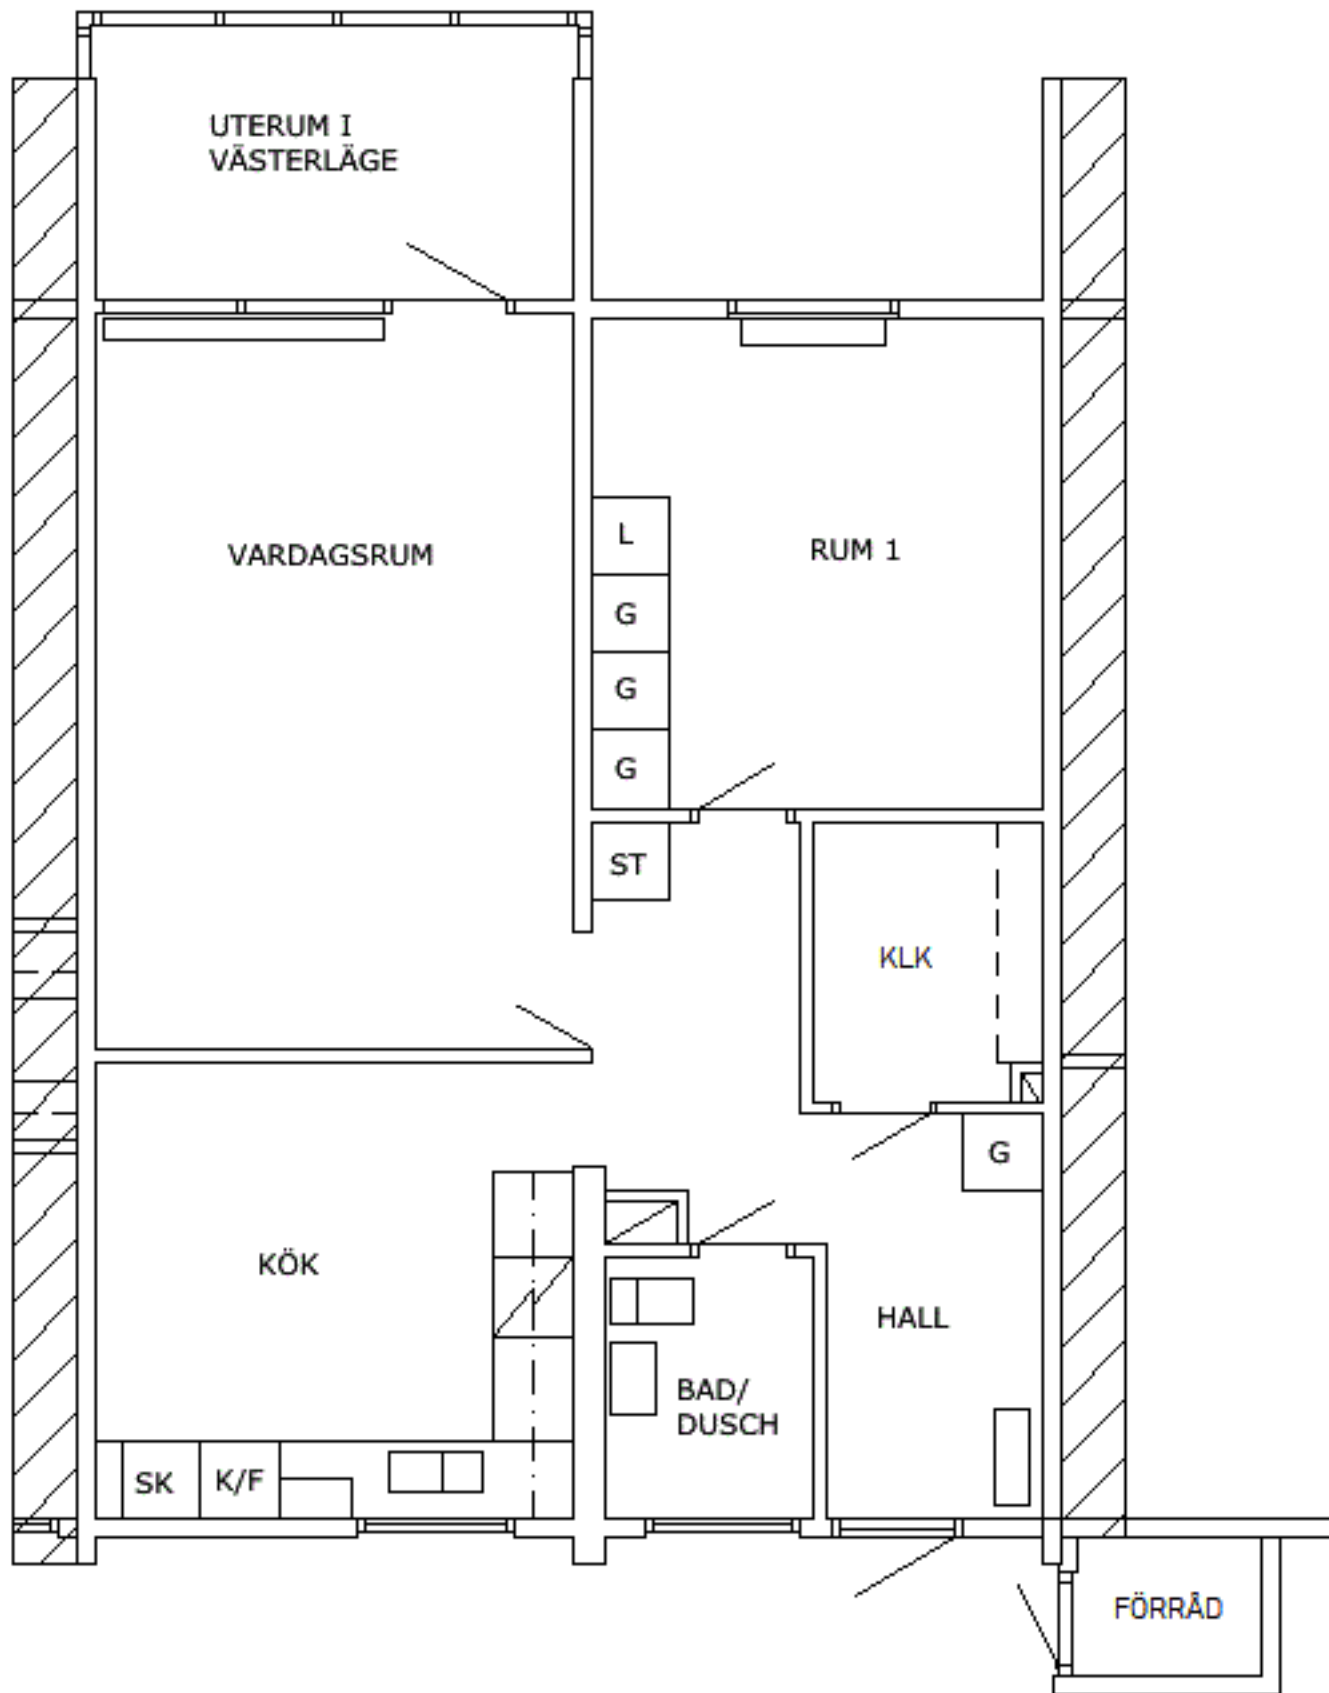 UTERUM I
VÄSTERLÄGE
VARDAGSRUM
L
G
G
G
RUM 1
ST
KLK
G
KÖK
HALL
BAD/
DUSCH
SK
K/F
FÖRRÅD